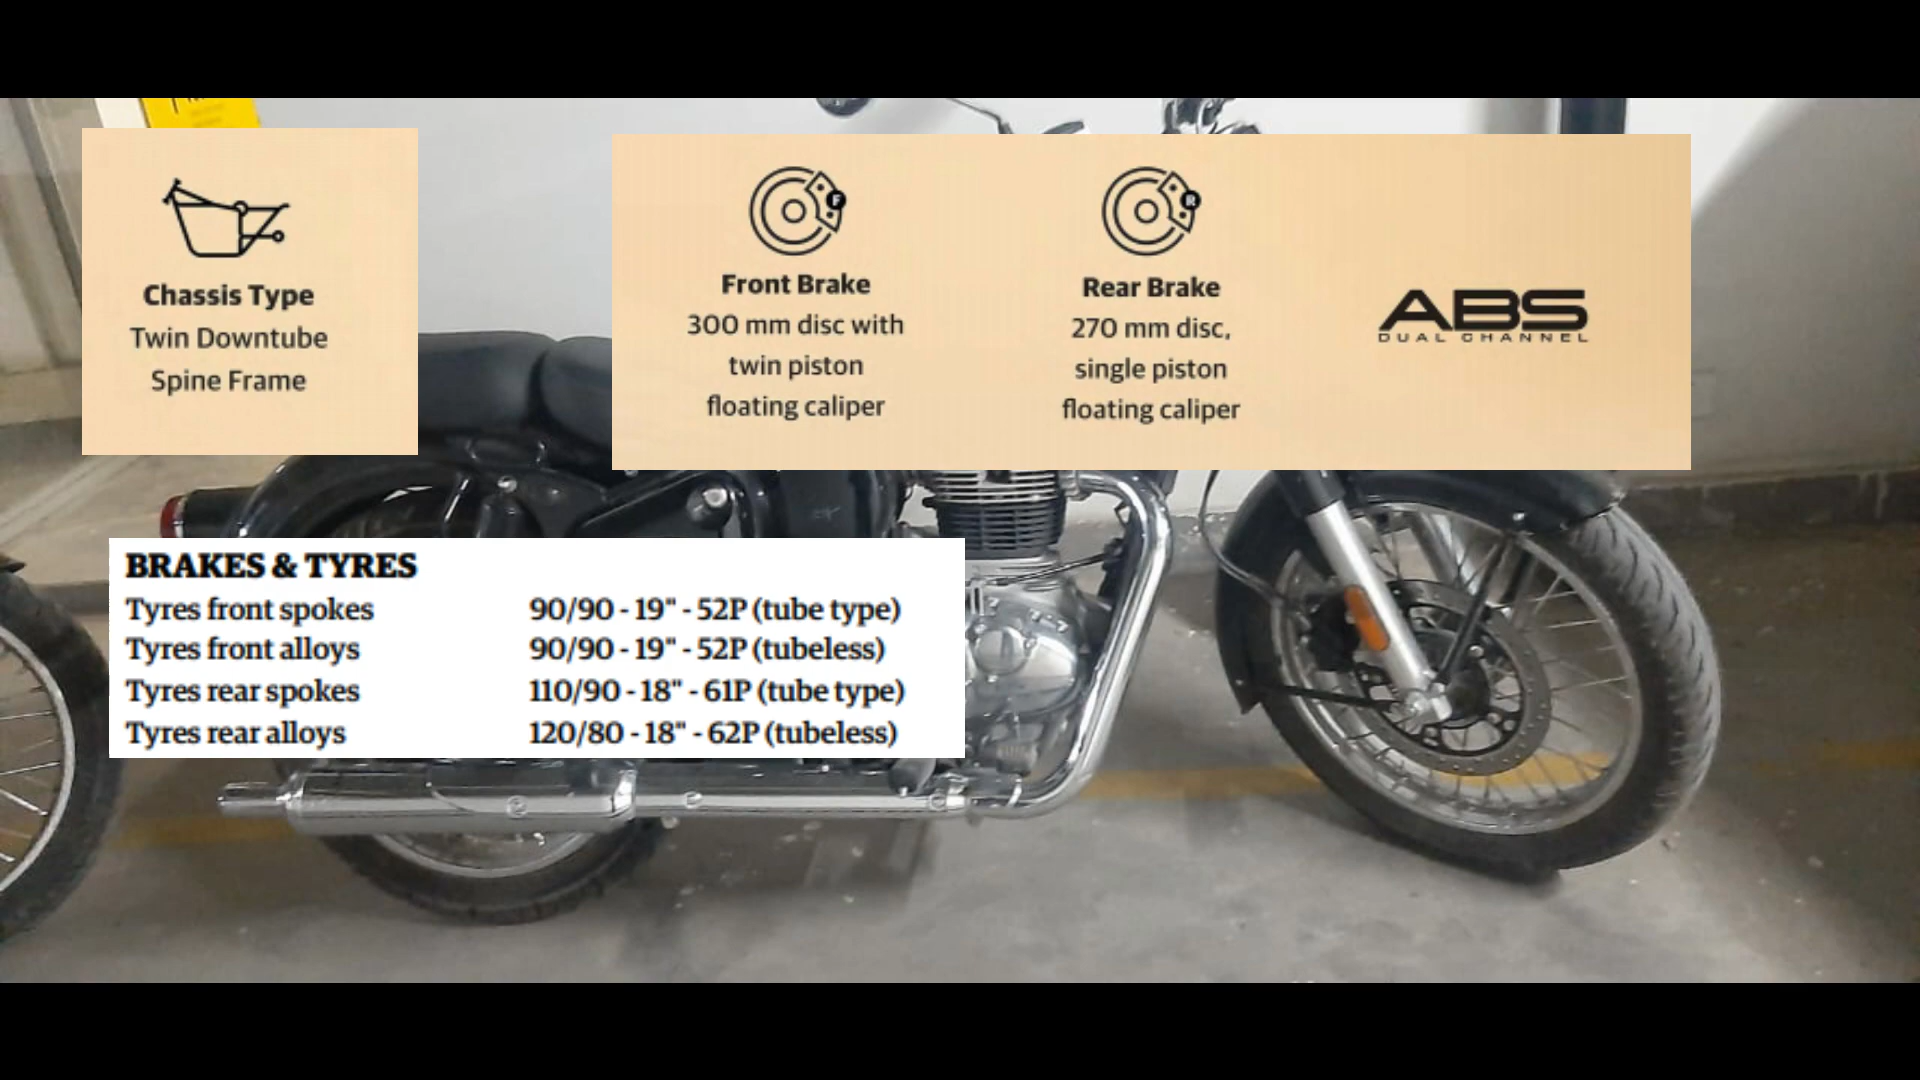 Chassis Type
Twin Downtube
Spine Frame
F
Front Brake
300 mm disc with
twin piston
floating caliper
R
Rear Brake
270 mm disc,
single piston
floating caliper
ABS
DUAL CHANNEL
BRAKES & TYRES
Tyres front spokes 90/90 - 19" - 52P (tube type)
Tyres front alloys 90/90 - 19" - 52P (tubeless)
Tyres rear spokes 110/90 - 18" - 61P (tube type)
Tyres rear alloys 120/80 - 18" - 62P (tubeless)